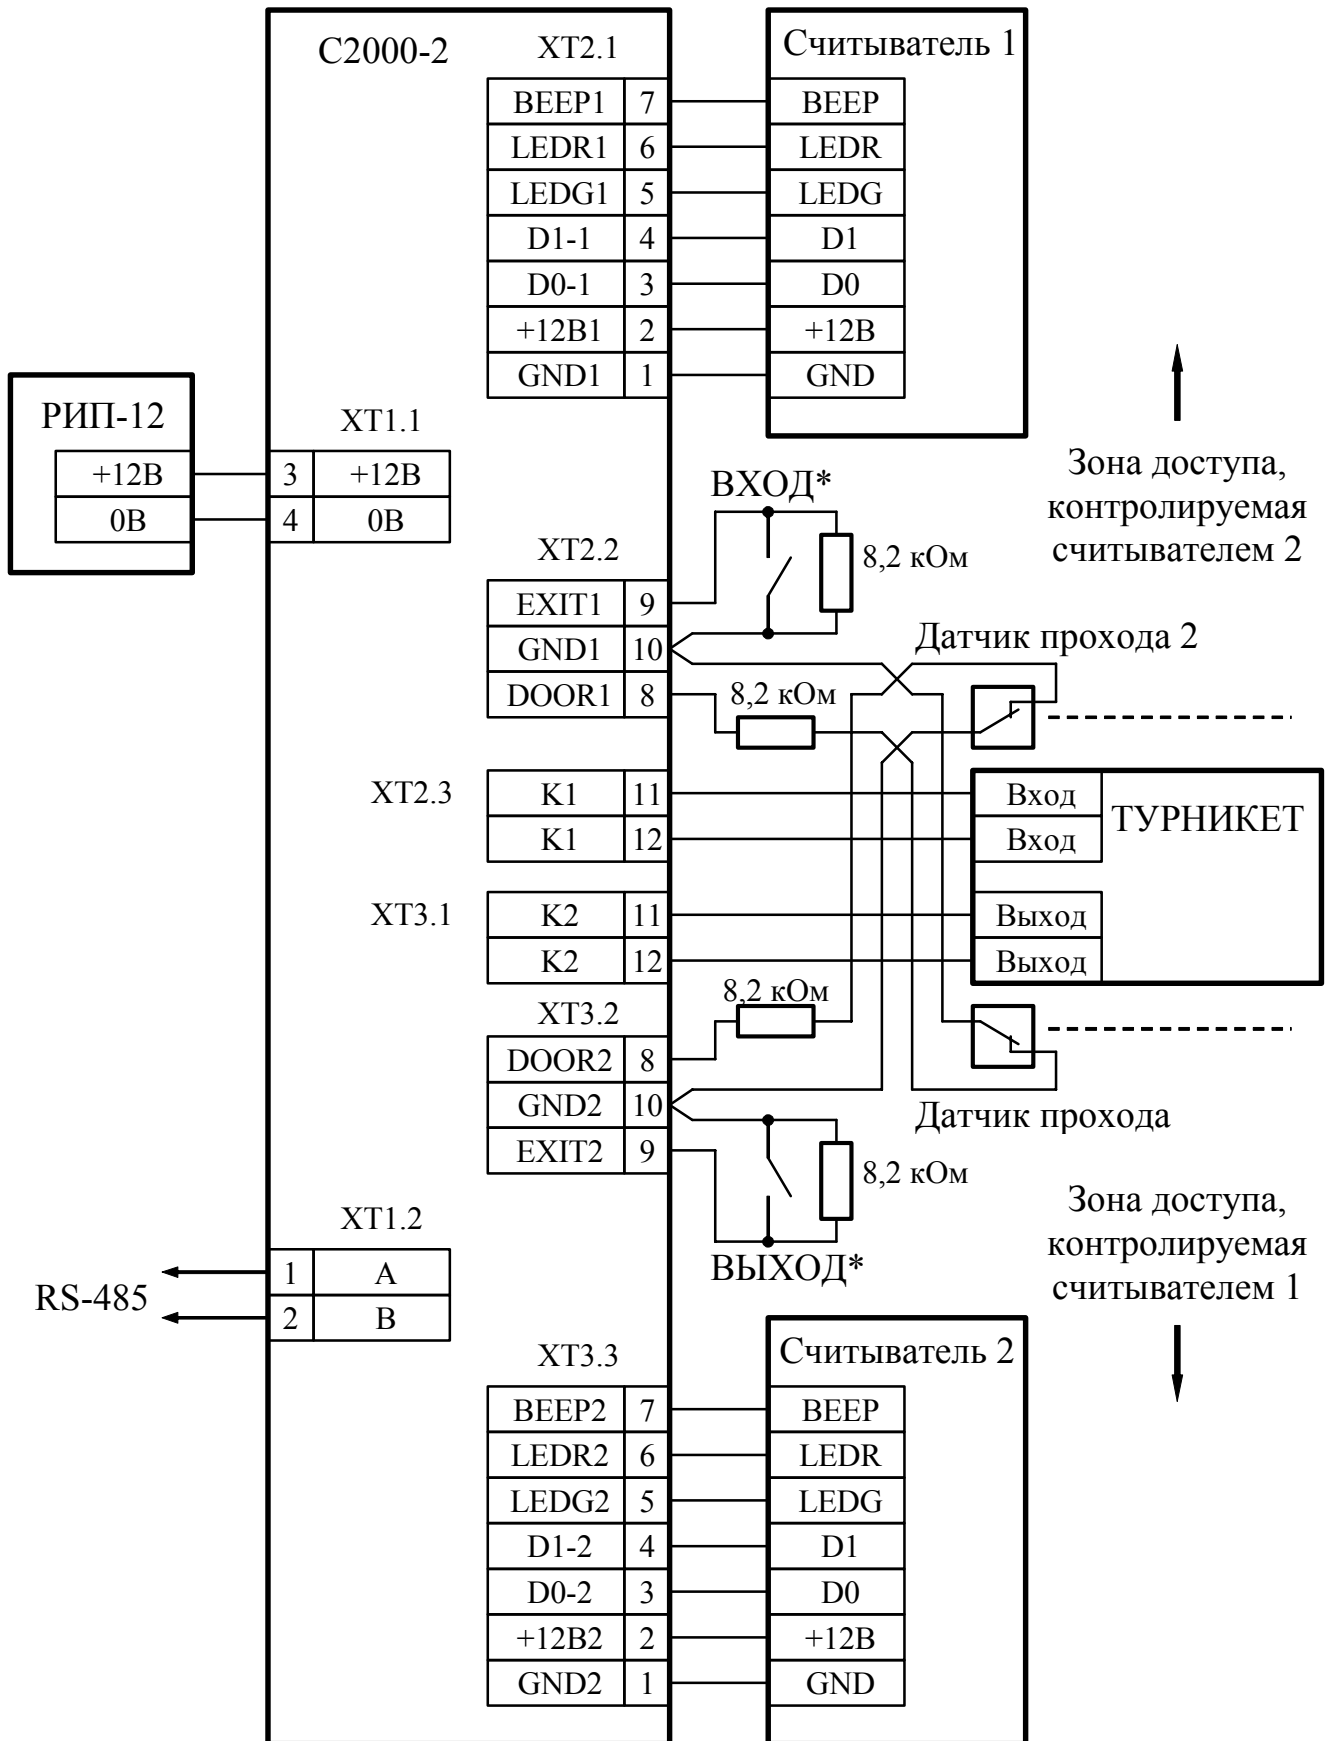 С2000-2
XT2.1
BEEP1 7
LEDR1 6
LEDG1 5
D1-1 4
D0-1 3
+12В1 2
GND1 1
Считыватель 1
BEEP
LEDR
LEDG
D1
D0
+12В
GND
РИП-12
+12В
0В
XT1.1
3 +12В
4 0В
ВХОД*
8,2 кОм
Зона доступа,
контролируемая
считывателем 2
XT2.2
EXIT1 9
GND1 10
DOOR1 8
8,2 кОм
Датчик прохода 2
XT2.3
K1 11
K1 12
XT3.1
K2 11
K2 12
Вход
Вход
Выход
Выход
ТУРНИКЕТ
8,2 кОм
XT3.2
DOOR2 8
GND2 10
EXIT2 9
Датчик прохода
8,2 кОм
ВЫХОД*
Зона доступа,
контролируемая
считывателем 1
XT1.2
1 A
2 B
RS-485
XT3.3
BEEP2 7
LEDR2 6
LEDG2 5
D1-2 4
D0-2 3
+12В2 2
GND2 1
Считыватель 2
BEEP
LEDR
LEDG
D1
D0
+12В
GND